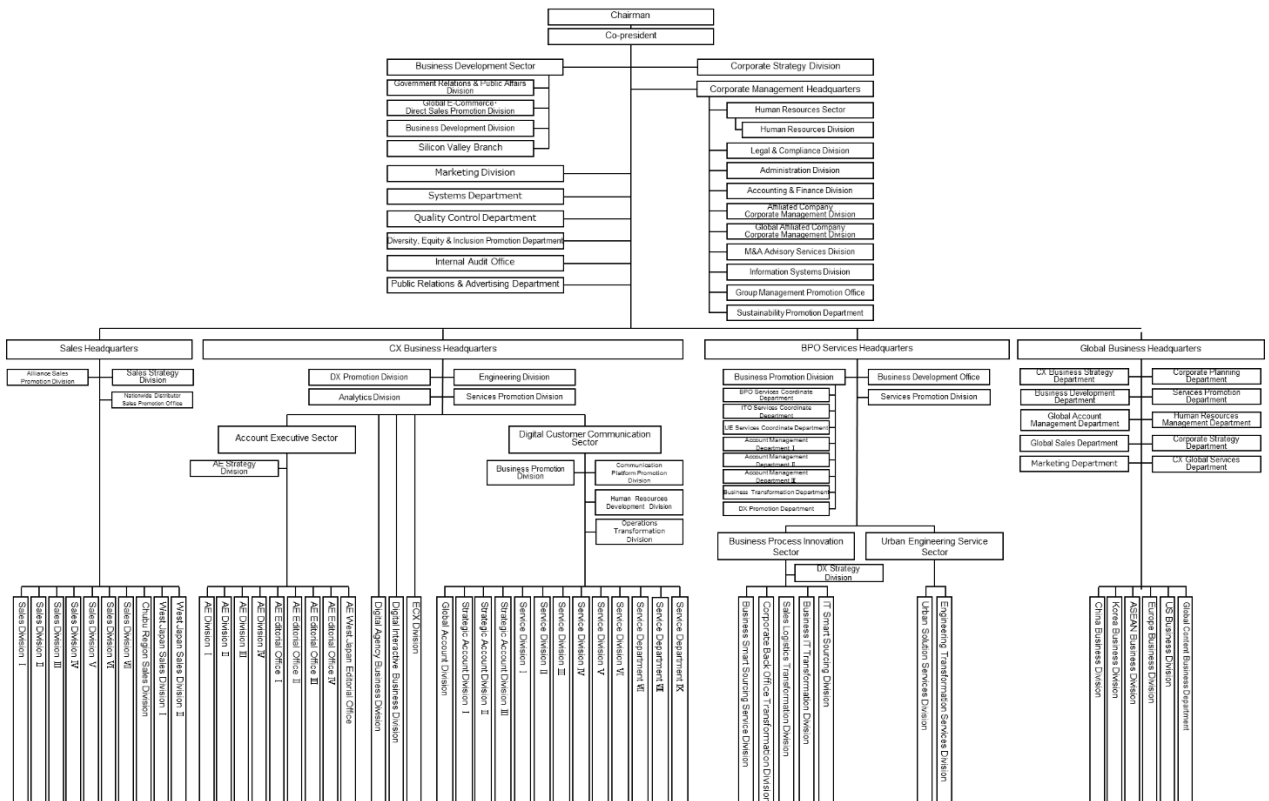 Chairman
Co-president
Business Development Sector
Government Relations & Public Affairs
Division
Global E-Commerce·
Direct Sales Promotion Division
Business Development Division
Silicon Valley Branch
Marketing Division
Systems Department
Quality Control Department
Diversity, Equity & Inclusion Promotion Department
Internal Audit Office
Public Relations & Advertising Department
Corporate Strategy Division
Corporate Management Headquarters
Human Resources Sector
Human Resources Division
Legal & Compliance Division
Administration Division
Accounting & Finance Division
Affiliated Company
Corporate Management Division
Global Affiliated Company
Corporate Management Division
M&A Advisory Services Division
Information Systems Division
Group Management Promotion Office
Sustainability Promotion Department
Sales Headquarters
Alliance Sales
Promotion Division
Sales Strategy
Division
Nationwide Distributor
Sales Promotion Office
Sales Division Ⅰ
Sales Division Ⅱ
Sales Division Ⅲ
Sales Division Ⅳ
Sales Division Ⅴ
Sales Division Ⅵ
Sales Division Ⅶ
Chubu Region Sales Division
West Japan Sales Division Ⅰ
West Japan Sales Division Ⅱ
CX Business Headquarters
DX Promotion Division
Engineering Division
Analytics Division
Services Promotion Division
Account Executive Sector
AE Strategy
Division
AE Division Ⅰ
AE Division Ⅱ
AE Division Ⅲ
AE Division Ⅳ
AE Editorial Office Ⅰ
AE Editorial Office Ⅱ
AE Editorial Office Ⅲ
AE Editorial Office Ⅳ
AE West Japan Editorial Office
Digital Agency Business Division
Digital Interactive Business Division
ECX Division
Digital Customer Communication
Sector
Business Promotion
Division
Communication
Platform Promotion
Division
Human Resources
Development Division
Operations
Transformation
Division
Global Account Division
Strategic Account Division Ⅰ
Strategic Account Division Ⅱ
Strategic Account Division Ⅲ
Service Division Ⅰ
Service Division Ⅱ
Service Division Ⅲ
Service Division Ⅳ
Service Division Ⅴ
Service Division Ⅵ
Service Department Ⅶ
Service Department Ⅷ
Service Department Ⅸ
BPO Services Headquarters
Business Promotion Division
Business Development Office
BPO Services Coordinate
Department
ITO Services Coordinate
Department
UE Services Coordinate Department
Account Management
Department Ⅰ
Account Management
Department Ⅱ
Account Management
Department Ⅲ
Business Transformation Department
DX Promotion Department
Services Promotion Division
Business Process Innovation
Sector
DX Strategy
Division
Business Smart Sourcing Service Division
Corporate Back Office Transformation Division
Sales Logistics Transformation Division
Business IT Transformation Division
IT Smart Sourcing Division
Urban Engineering Service
Sector
Urban Solution Services Division
Engineering Transformation Services Division
Global Business Headquarters
CX Business Strategy
Department
Corporate Planning
Department
Business Development
Department
Services Promotion
Department
Global Account
Management Department
Human Resources
Management Department
Global Sales Department
Corporate Strategy
Department
Marketing Department
CX Global Services
Department
China Business Division
Korea Business Division
ASEAN Business Division
Europe Business Division
US Business Division
Global Content Business Department